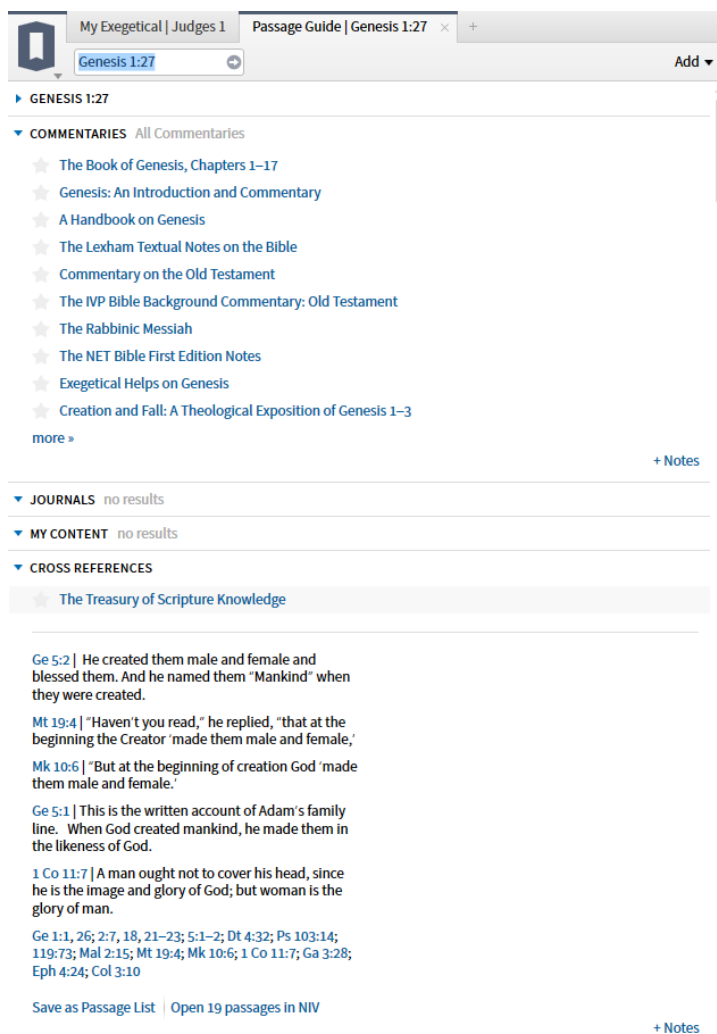 My Exegetical | Judges 1 Passage Guide | Genesis 1:27 × +
Genesis 1:27 Add
GENESIS 1:27
COMMENTARIES All Commentaries
The Book of Genesis, Chapters 1–17
Genesis: An Introduction and Commentary
A Handbook on Genesis
The Lexham Textual Notes on the Bible
Commentary on the Old Testament
The IVP Bible Background Commentary: Old Testament
The Rabbinic Messiah
The NET Bible First Edition Notes
Exegetical Helps on Genesis
Creation and Fall: A Theological Exposition of Genesis 1–3
more »
+ Notes
JOURNALS no results
MY CONTENT no results
CROSS REFERENCES
The Treasury of Scripture Knowledge
Ge 5:2 | He created them male and female and
blessed them. And he named them “Mankind” when
they were created.
Mt 19:4 | “Haven’t you read,” he replied, “that at the
beginning the Creator ‘made them male and female,’
Mk 10:6 | “But at the beginning of creation God ‘made
them male and female.’
Ge 5:1 | This is the written account of Adam’s family
line. When God created mankind, he made them in
the likeness of God.
1 Co 11:7 | A man ought not to cover his head, since
he is the image and glory of God; but woman is the
glory of man.
Ge 1:1, 26; 2:7, 18, 21–23; 5:1–2; Dt 4:32; Ps 103:14;
119:73; Mal 2:15; Mt 19:4; Mk 10:6; 1 Co 11:7; Ga 3:28;
Eph 4:24; Col 3:10
Save as Passage List | Open 19 passages in NIV
+ Notes